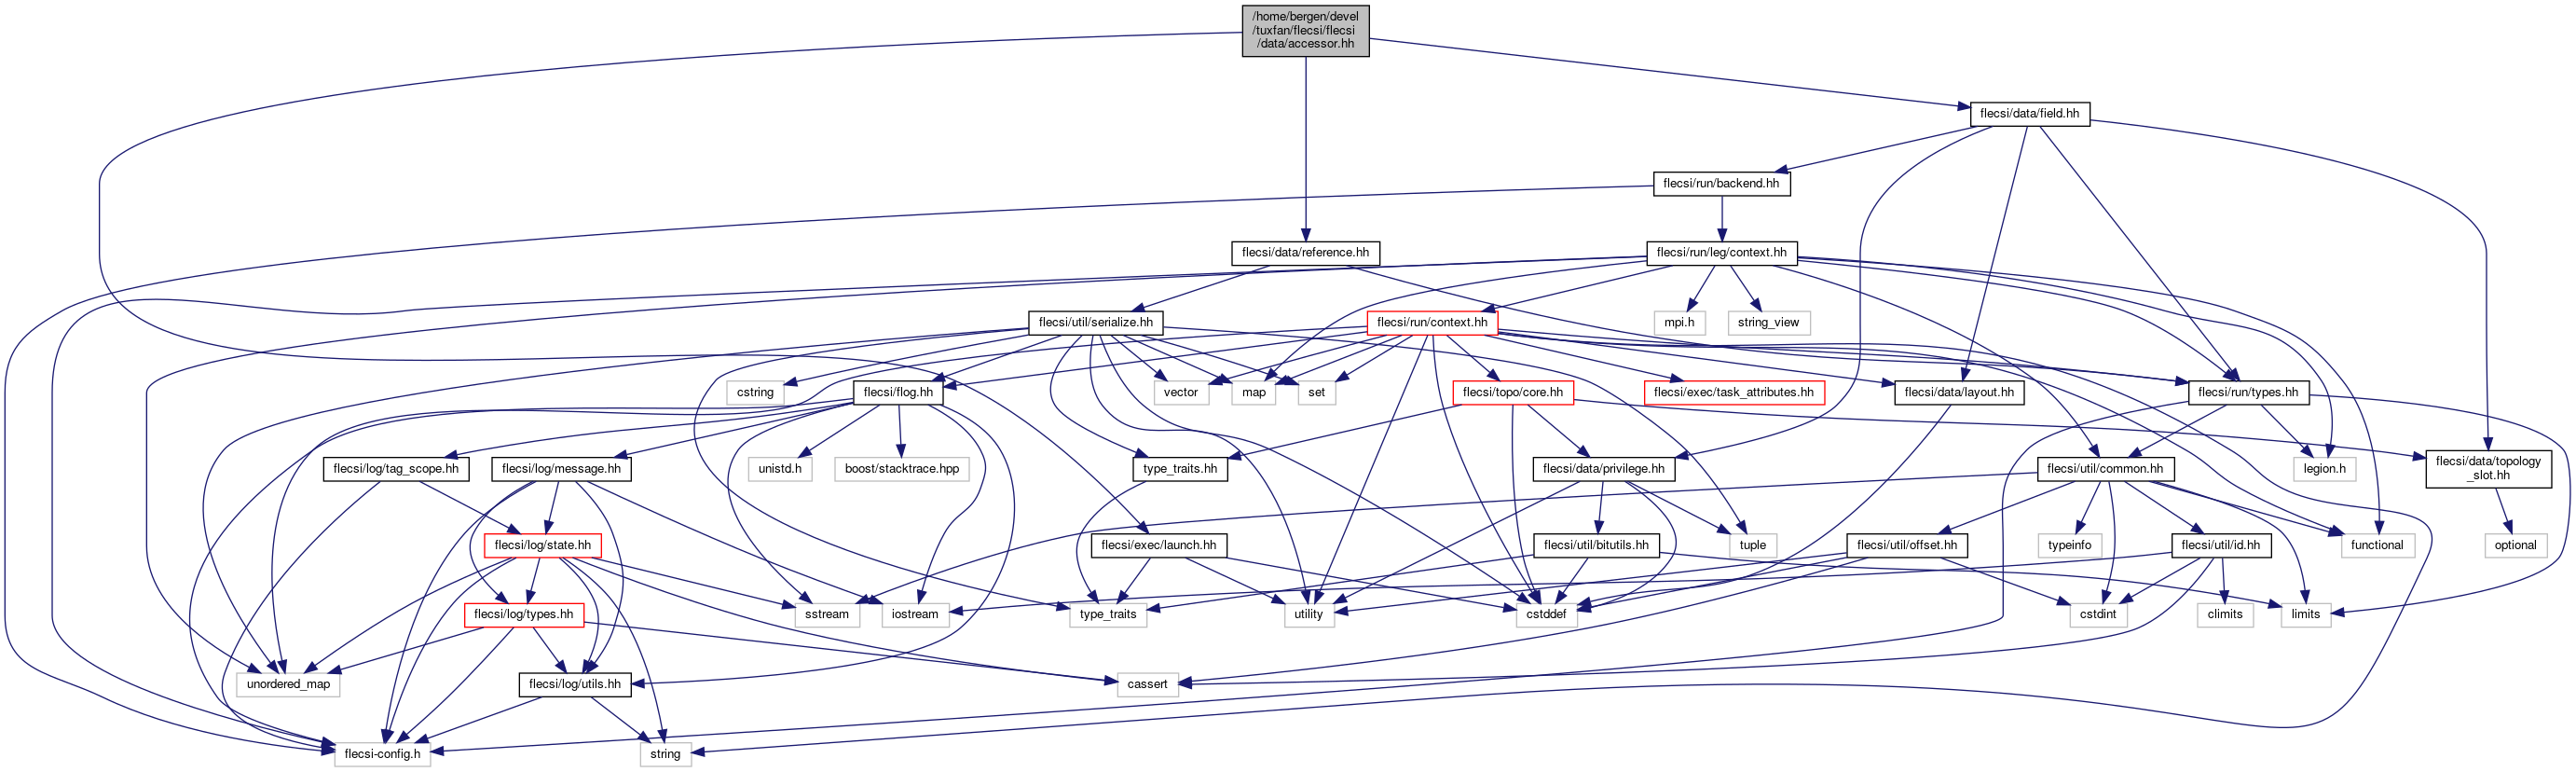 /home/bergen/devel
/tuxfan/flecsi/flecsi
/data/accessor.hh
flecsi/data/field.hh
flecsi/run/backend.hh
flecsi/data/reference.hh
flecsi/run/leg/context.hh
flecsi/util/serialize.hh
flecsi/run/context.hh
mpi.h
string_view
cstring
flecsi/flog.hh
vector
map
set
flecsi/topo/core.hh
flecsi/exec/task_attributes.hh
flecsi/data/layout.hh
flecsi/run/types.hh
flecsi/log/tag_scope.hh
flecsi/log/message.hh
unistd.h
boost/stacktrace.hpp
type_traits.hh
flecsi/data/privilege.hh
flecsi/util/common.hh
legion.h
flecsi/data/topology
_slot.hh
flecsi/log/state.hh
flecsi/exec/launch.hh
flecsi/util/bitutils.hh
tuple
flecsi/util/offset.hh
typeinfo
flecsi/util/id.hh
functional
optional
flecsi/log/types.hh
sstream
iostream
type_traits
utility
cstddef
cstdint
climits
limits
unordered_map
flecsi/log/utils.hh
cassert
flecsi-config.h
string